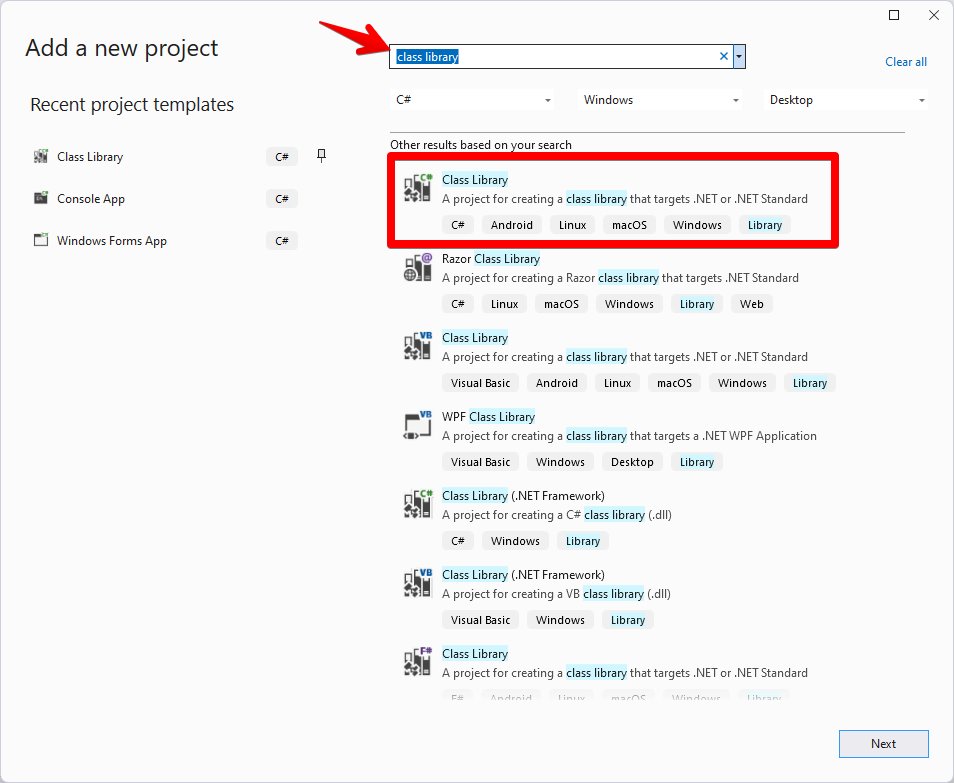 Add a new project
class library
Clear all
Recent project templates
C#
Windows
Desktop
Class Library
C#
Console App
C#
Windows Forms App
C#
Other results based on your search
C#
Class Library
A project for creating a class library that targets .NET or .NET Standard
C# Android Linux macOS Windows Library
@
Razor Class Library
A project for creating a Razor class library that targets .NET Standard
C# Linux macOS Windows Library Web
VB
Class Library
A project for creating a class library that targets .NET or .NET Standard
Visual Basic Android Linux macOS Windows Library
VB
WPF Class Library
A project for creating a class library that targets a .NET WPF Application
Visual Basic Windows Desktop Library
C#
Class Library (.NET Framework)
A project for creating a C# class library (.dll)
C# Windows Library
VB
Class Library (.NET Framework)
A project for creating a VB class library (.dll)
Visual Basic Windows Library
F#
Class Library
A project for creating a class library that targets .NET or .NET Standard
F# Android Linux macOS Windows Library
Next